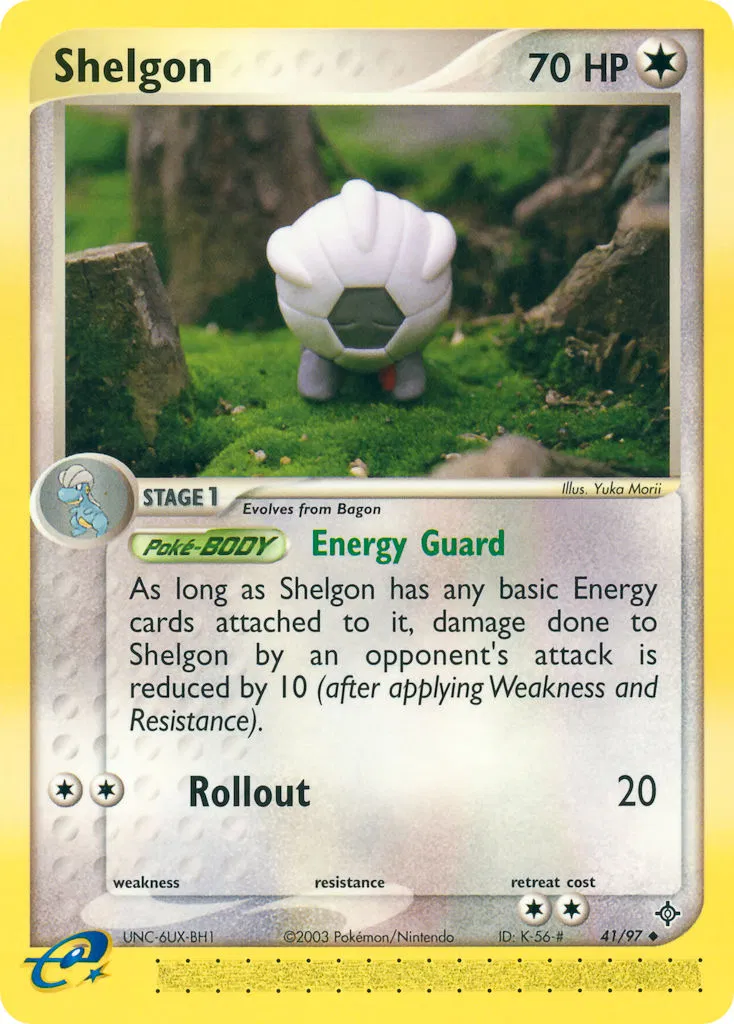 Shelgon 70 HP
Illus. Yuka Morii
STAGE 1
Evolves from Bagon
Poké-BODY Energy Guard
As long as Shelgon has any basic Energy
cards attached to it, damage done to
Shelgon by an opponent's attack is
reduced by 10 (after applying Weakness and
Resistance).
Rollout 20
weakness resistance retreat cost
UNC-6UX-BH1 ©2003 Pokémon/Nintendo ID: K-56-# 41/97
e